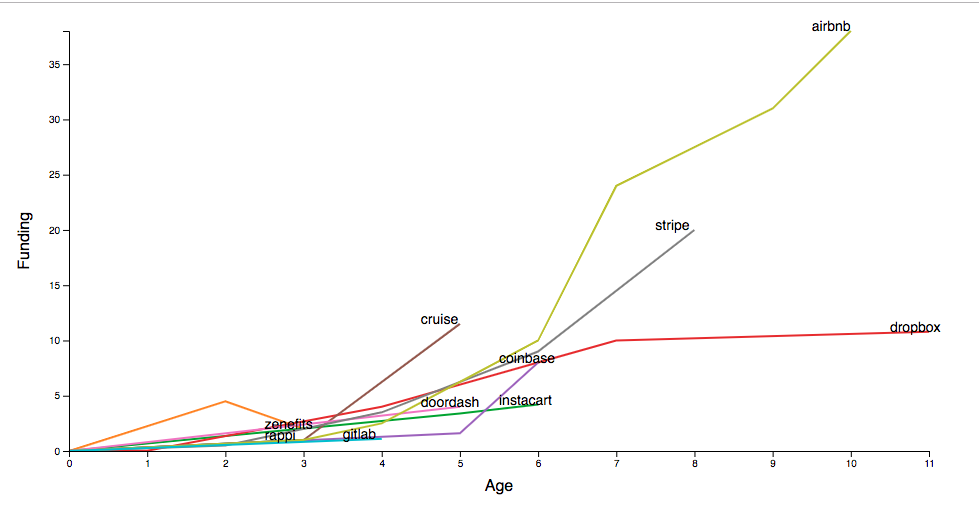 airbnb
35
30
25
stripe
20
Funding
15
cruise
dropbox
10
coinbase
doordash
Instacart
5
zenefits
rappi
gitlab
0
0 1 2 3 4 5 6 7 8 9 10 11
Age